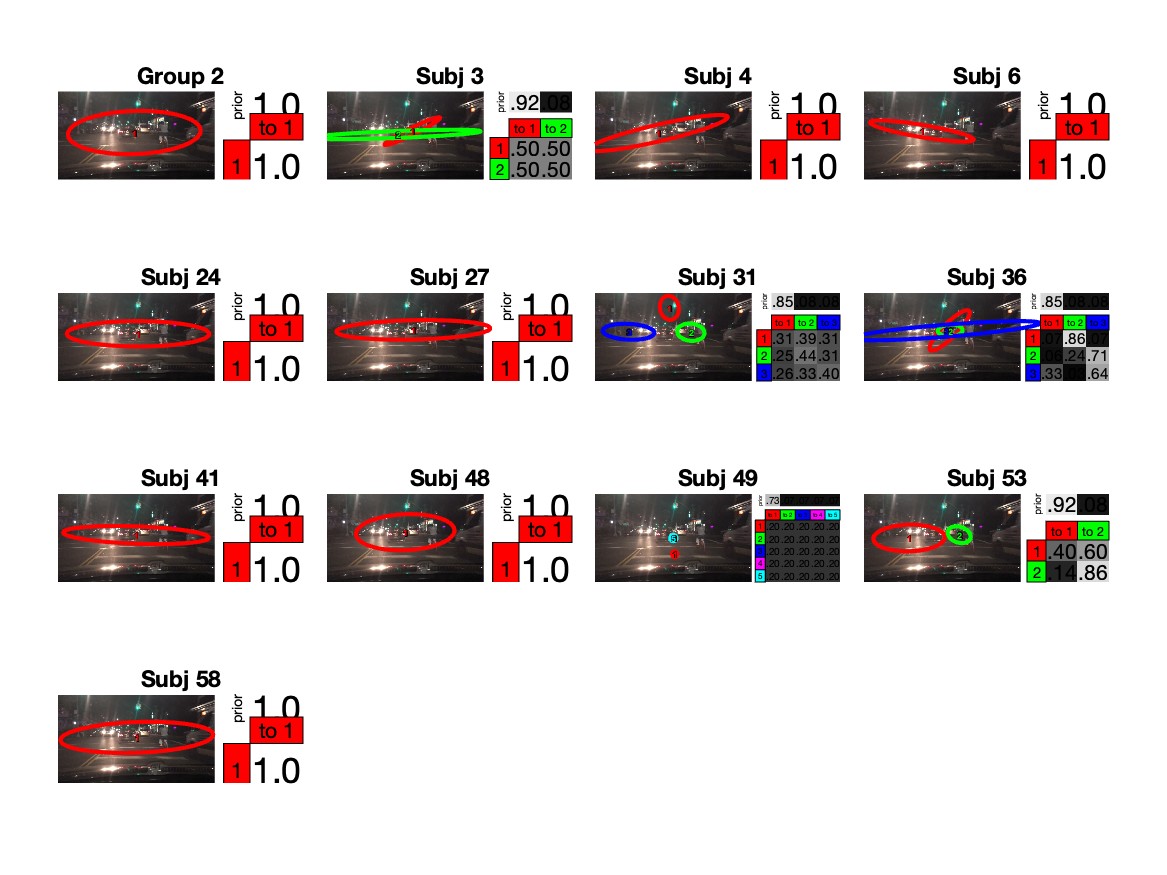 Group 2
prior 1.0
to 1
1 1.0
Subj 3
prior .92 .08
to 1 to 2
1 .50 .50
2 .50 .50
Subj 4
prior 1.0
to 1
1 1.0
Subj 6
prior 1.0
to 1
1 1.0
Subj 24
prior 1.0
to 1
1 1.0
Subj 27
prior 1.0
to 1
1 1.0
Subj 31
prior .85 .08 .08
to 1 to 2 to 3
1 .31 .39 .31
2 .25 .44 .31
3 .26 .33 .40
Subj 36
prior .85 .08 .08
to 1 to 2 to 3
1 .07 .86 .07
2 .06 .24 .71
3 .33 .64
Subj 41
prior 1.0
to 1
1 1.0
Subj 48
prior 1.0
to 1
1 1.0
Subj 49
prior .73
to 1 to 2 to 3 to 4 to 5
1 .20 .20 .20 .20 .20
2 .20 .20 .20 .20 .20
3 .20 .20 .20 .20 .20
4 .20 .20 .20 .20 .20
5 .20 .20 .20 .20 .20
Subj 53
prior .92 .08
to 1 to 2
1 .40 .60
2 .14 .86
Subj 58
prior 1.0
to 1
1 1.0